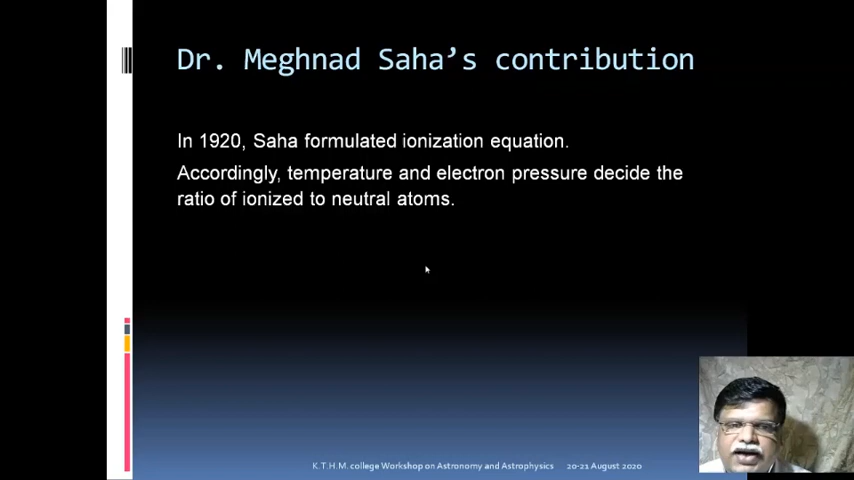 Dr. Meghnad Saha’s contribution
In 1920, Saha formulated ionization equation.
Accordingly, temperature and electron pressure decide the
ratio of ionized to neutral atoms.
K.T.H.M. college Workshop on Astronomy and Astrophysics 20-21 August 2020